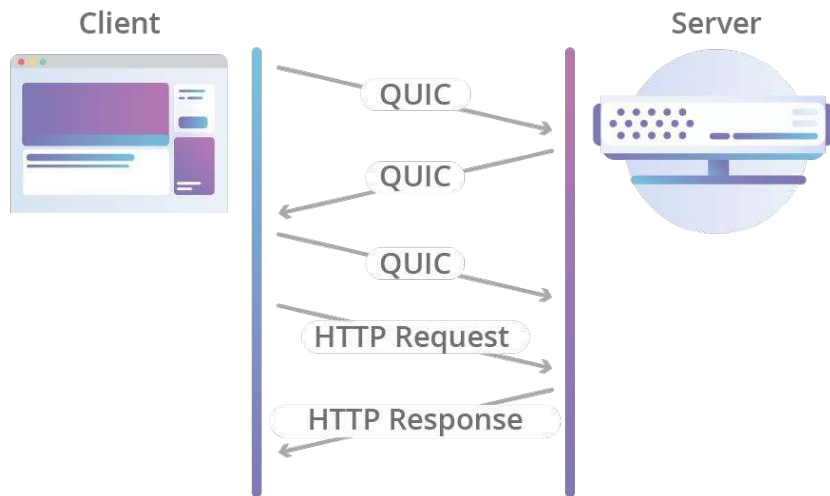 Client
Server
QUIC
QUIC
QUIC
HTTP Request
HTTP Response